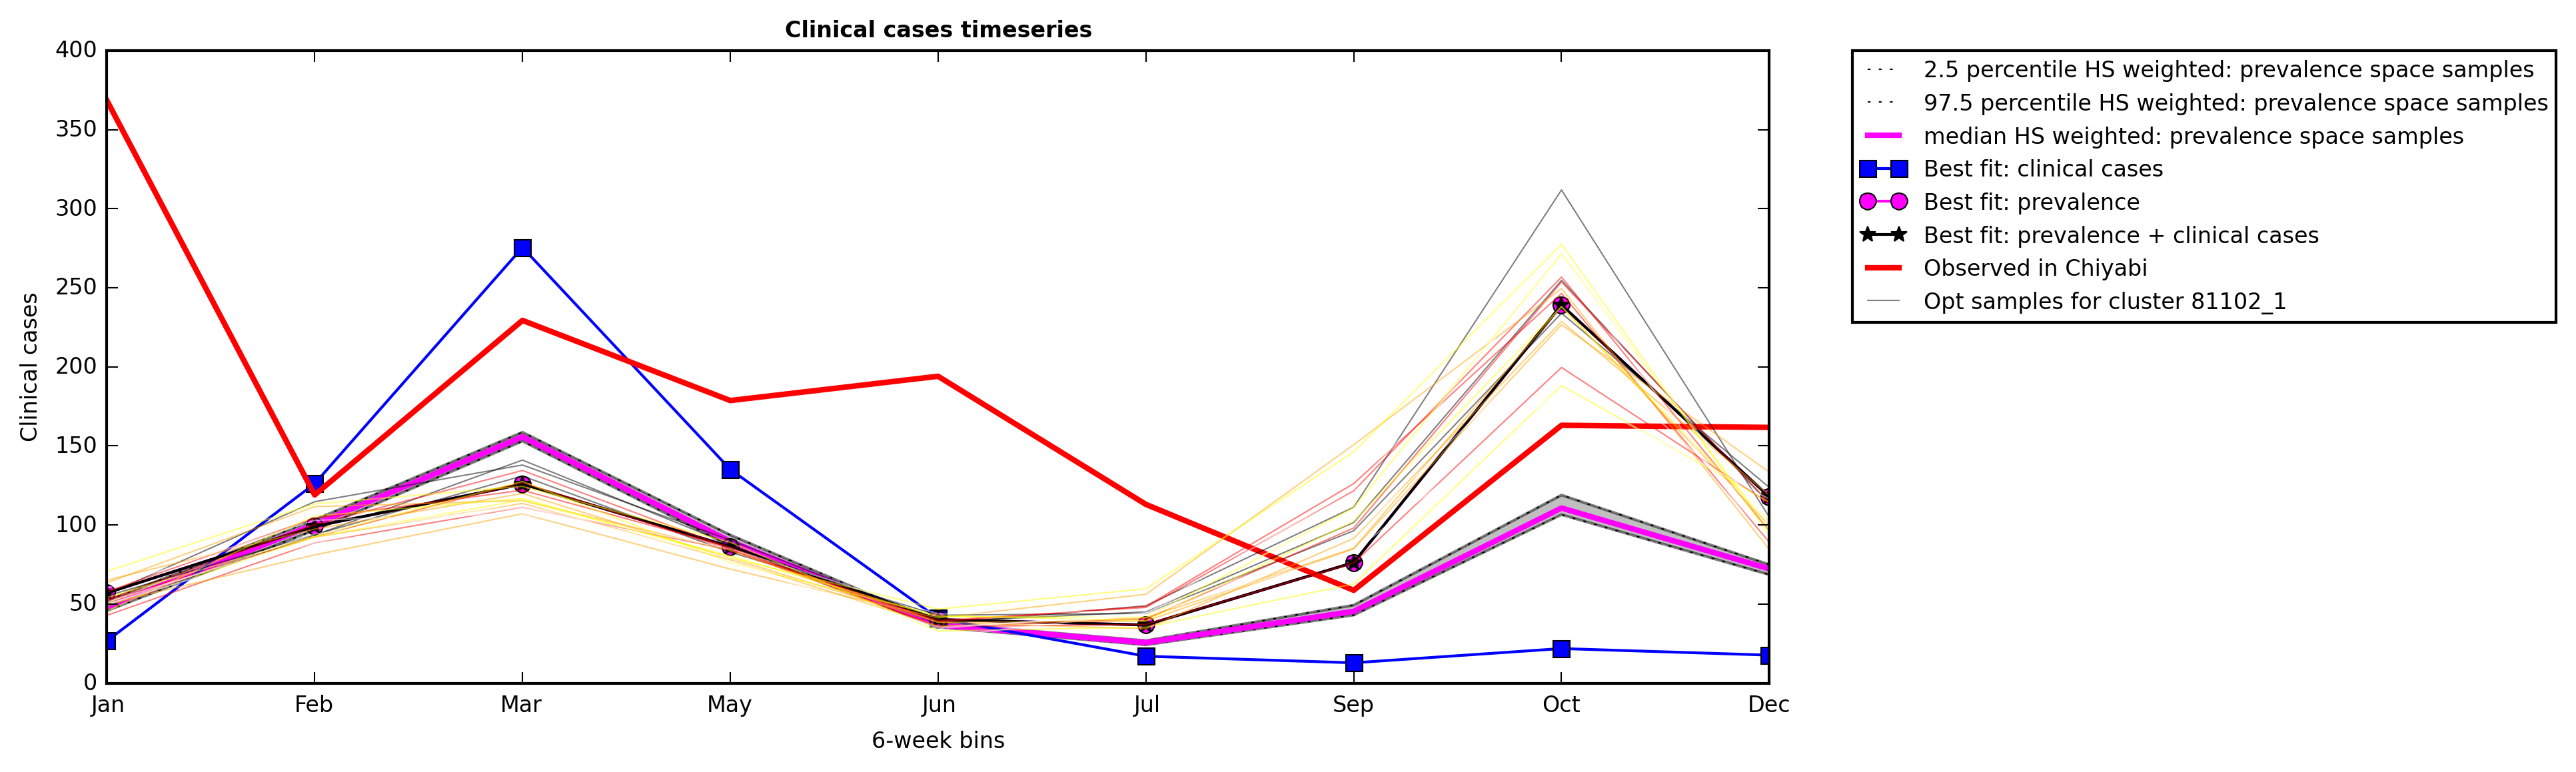 Clinical cases timeseries
400
350
300
250
200
150
100
50
0
Clinical cases
Jan Feb Mar May Jun Jul Sep Oct Dec
6-week bins
2.5 percentile HS weighted: prevalence space samples
97.5 percentile HS weighted: prevalence space samples
median HS weighted: prevalence space samples
Best fit: clinical cases
Best fit: prevalence
Best fit: prevalence + clinical cases
Observed in Chiyabi
Opt samples for cluster 81102_1